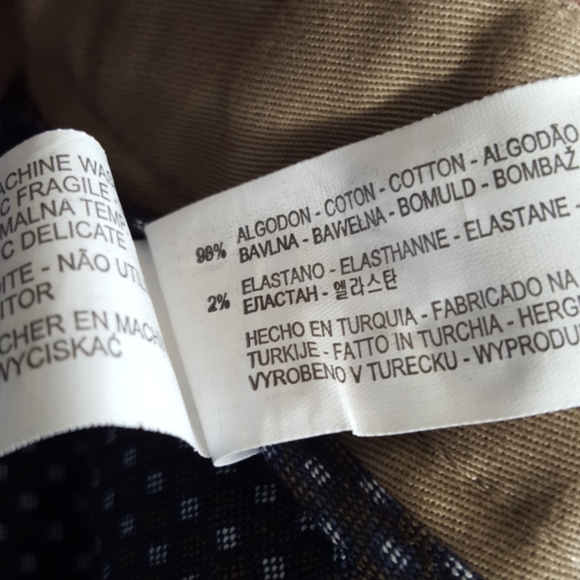 ACHINE WAS
C FRAGILE -
MALNA TEMP
C DELICATE
DITE - NÃO UTIL
ITOR
CHER EN MACH
WYCISKAĆ
98% ALGODON - COTON - COTTON - ALGODÃO
BAVLNA - BAWEŁNA - BOMULD - BOMBAŽ
2% ELASTANO - ELASTHANNE - ELASTANE -
ЕЛАСТАН - 엘라스탄
HECHO EN TURQUIA - FABRICADO NA
TURKIJE - FATTO IN TURCHIA - HERG
VYROBENO V TURECKU - WYPRODU